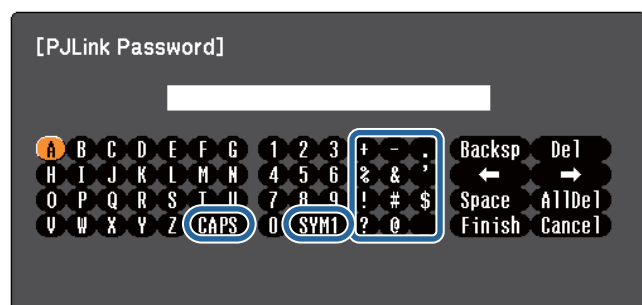 [PJLink Password]
A B C D E F G 1 2 3 + - . Backsp Del
H I J K L M N 4 5 6 % & ' ← →
O P Q R S T U 7 8 9 ! # $ Space AllDel
V W X Y Z CAPS 0 SYM1 ? @ Finish Cancel